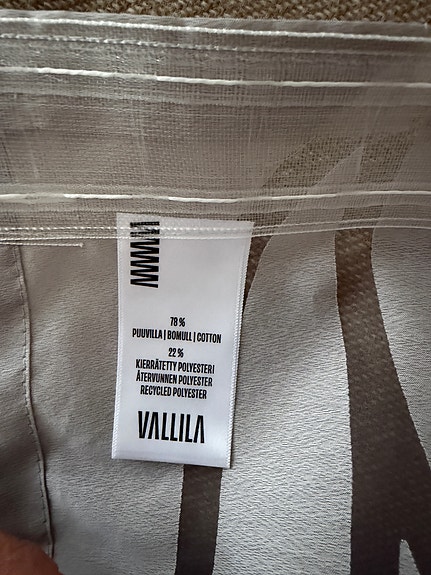 78 %
PUUVILLA | BOMULL | COTTON
22 %
KIERRÄTETTY POLYESTERI
ÅTERVUNNEN POLYESTER
RECYCLED POLYESTER
VALLILA